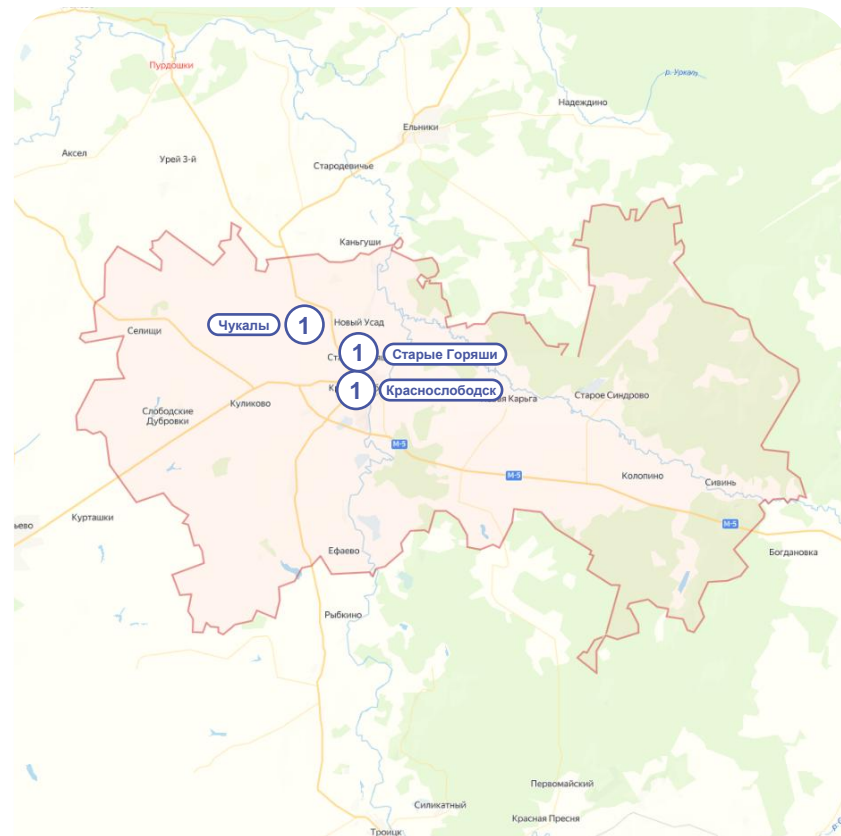 Пурдошки
р. Уркать
Надеждино
Ельники
Аксел
Урей 3-й
Стародевичье
Каньгуши
Чукалы
1
Новый Усад
Селищи
1
Старые Горяши
1
Краснослободск
Старое Синдрово
Куликово
Слободские
Дубровки
М-5
М-5
Колопино
Сивинь
Курташки
М-5
Ефаево
Богдановка
Рыбкино
Первомайский
Силикатный
Красная Пресня
Троицк